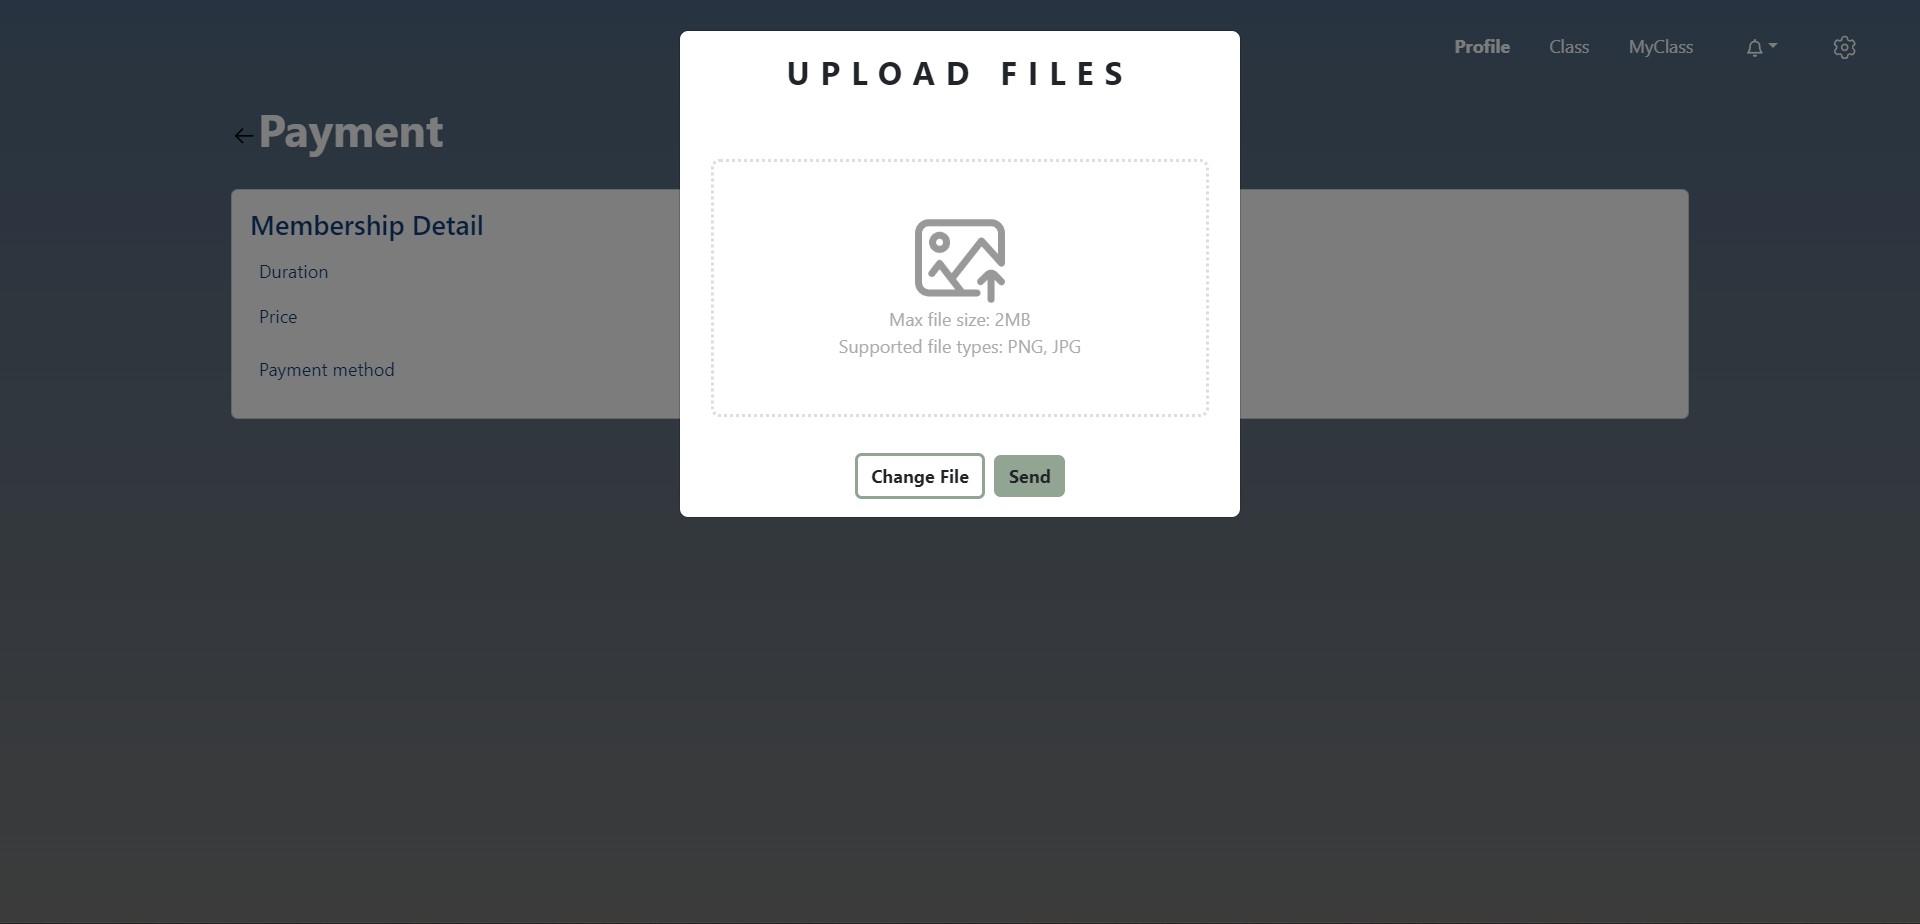 Profile Class MyClass
Payment
Membership Detail
Duration
Price
Payment method
UPLOAD FILES
Max file size: 2MB
Supported file types: PNG, JPG
Change File Send